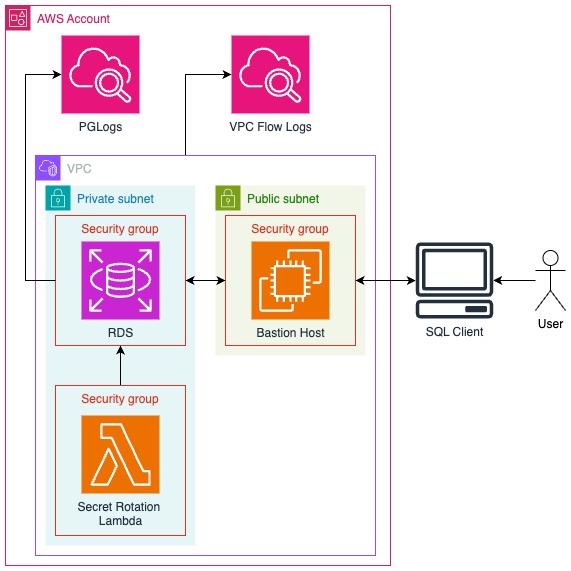 AWS Account
PGLogs
VPC Flow Logs
VPC
Private subnet
Public subnet
Security group
Security group
RDS
Bastion Host
SQL Client
User
Security group
Secret Rotation
Lambda